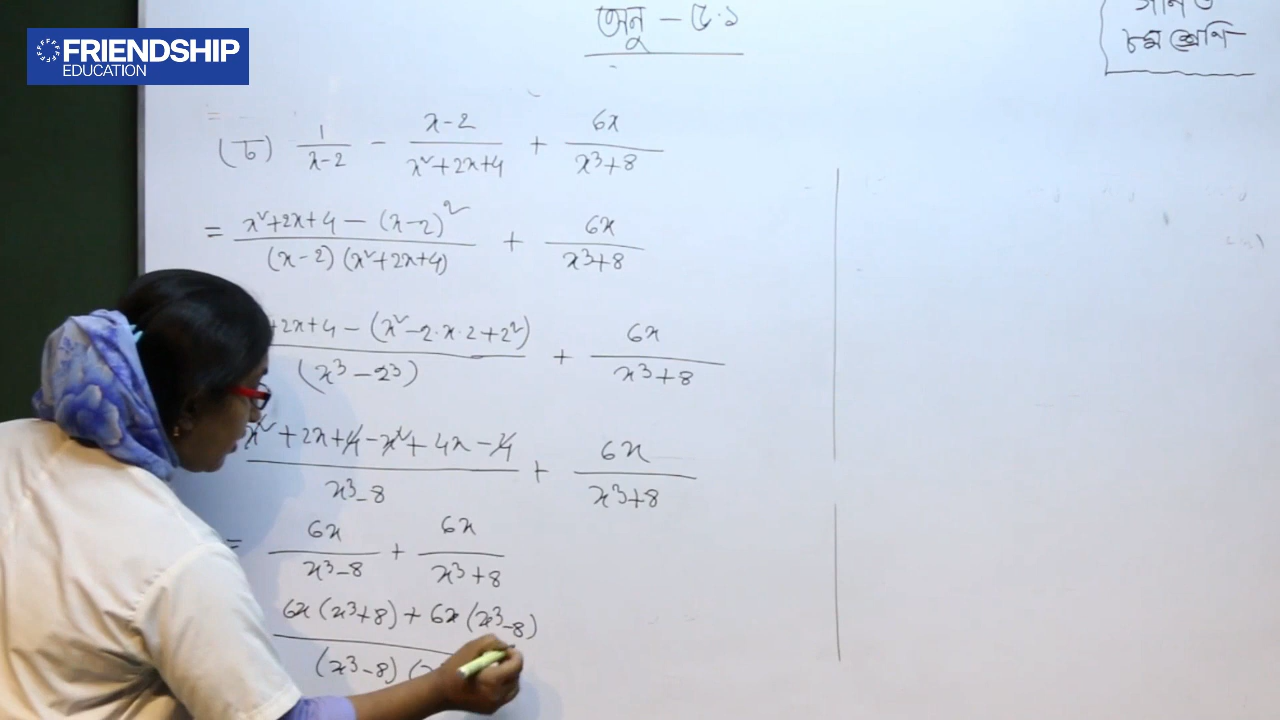 FRIENDSHIP
EDUCATION
অনু - ৫.১
গণিত
৮ম শ্রেণি
(চ) 1/(x-2) - (x-2)/(x²+2x+4) + 6x/(x³+8)
= (x²+2x+4 - (x-2)²)/((x-2)(x²+2x+4)) + 6x/(x³+8)
+2x+4 - (x²-2·x·2+2²)/(x³-2³) + 6x/(x³+8)
(x²+2x+4-x²+4x-4)/(x³-8) + 6x/(x³+8)
= 6x/(x³-8) + 6x/(x³+8)
6x(x³+8)+6x(x³-8)/(x³-8)(